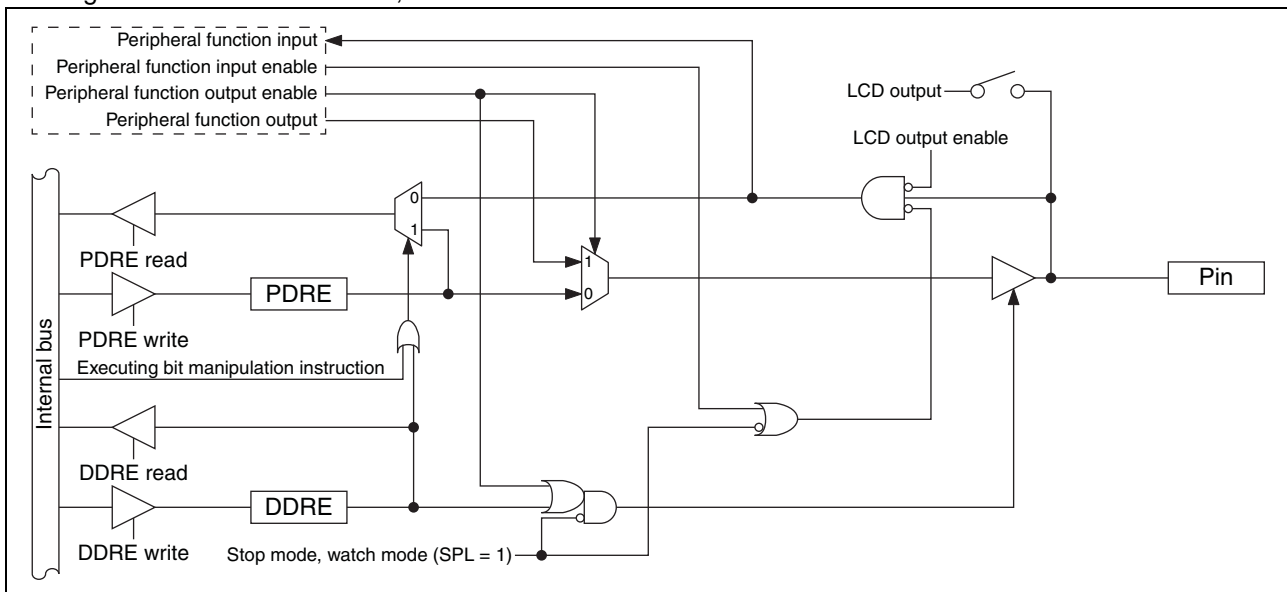 Peripheral function input
Peripheral function input enable
Peripheral function output enable
Peripheral function output
LCD output
LCD output enable
0
1
PDRE read
1
PDRE
0
Pin
PDRE write
Internal bus
Executing bit manipulation instruction
DDRE read
DDRE
DDRE write
Stop mode, watch mode (SPL = 1)